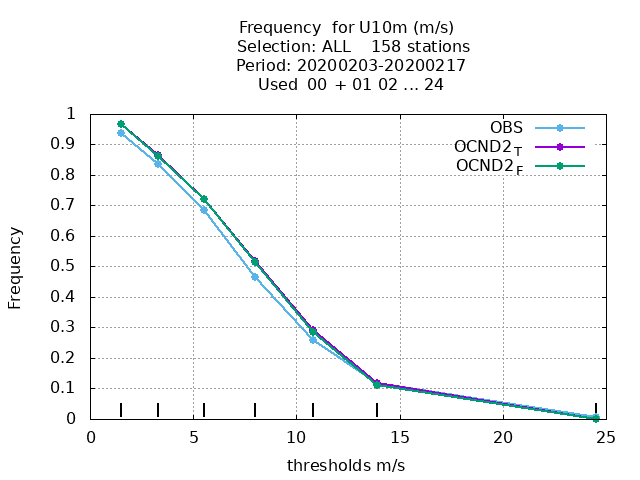 Frequency  for U10m (m/s)
Selection: ALL    158 stations
Period: 20200203-20200217
Used  00  + 01 02 ... 24
1
0.9
0.8
0.7
0.6
0.5
0.4
0.3
0.2
0.1
0
Frequency
OBS
OCND2_T
OCND2_F
0 5 10 15 20 25
thresholds m/s